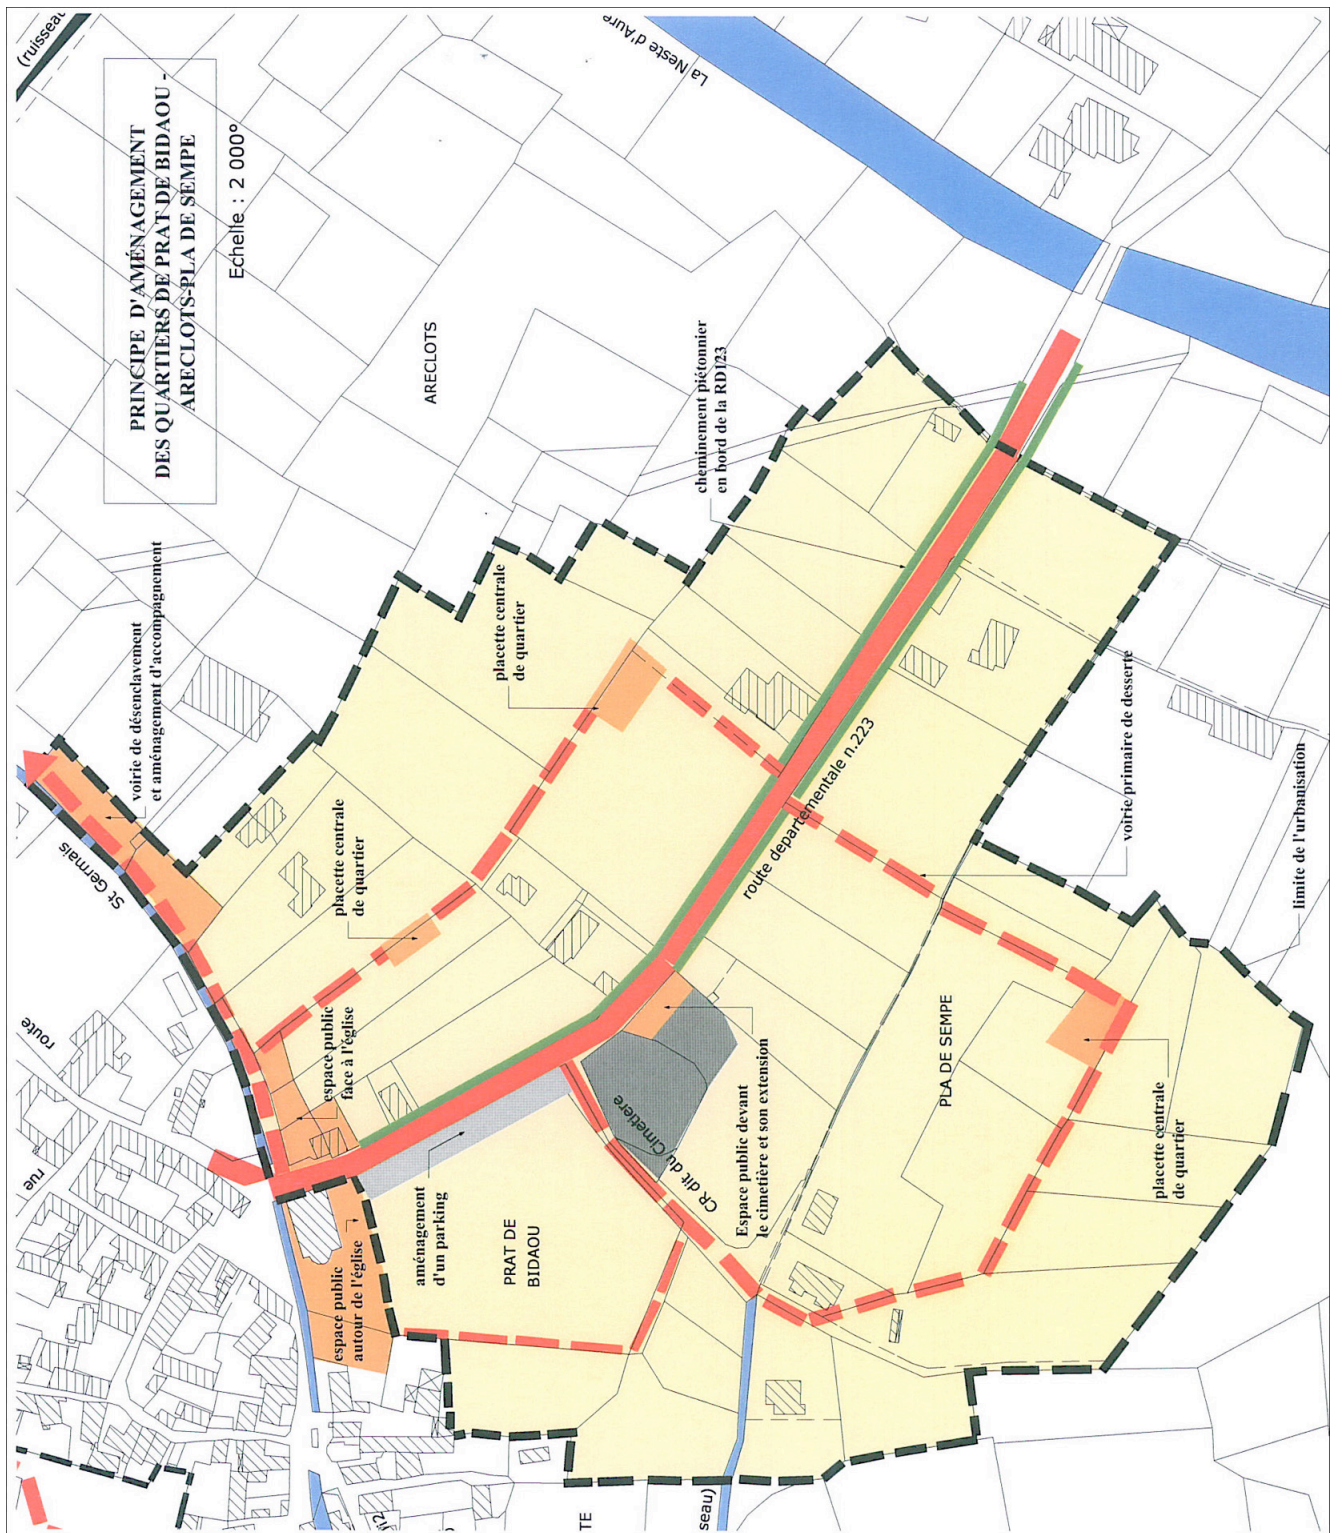 PRINCIPE D'AMÉNAGEMENT
DES QUARTIERS DE PRAT DE BIDAOU -
ARECLOTS-PLA DE SEMPE
Echelle : 2 000°
(ruisseau
La Neste d'Aure
ARECLOTS
cheminement piétonnier
en bord de la RD123
voirie de désenclavement
et aménagement d'accompagnement
placette centrale
de quartier
St Germais
placette centrale
de quartier
route departementale n.223
voirie primaire de desserte
limite de l'urbanisation
route
rue
espace public
face à l'église
CR dit du Cimetiere
Espace public devant
le cimetière et son extension
PLA DE SEMPE
placette centrale
de quartier
espace public
autour de l'église
aménagement
d'un parking
PRAT DE
BIDAOU
TE
seau)